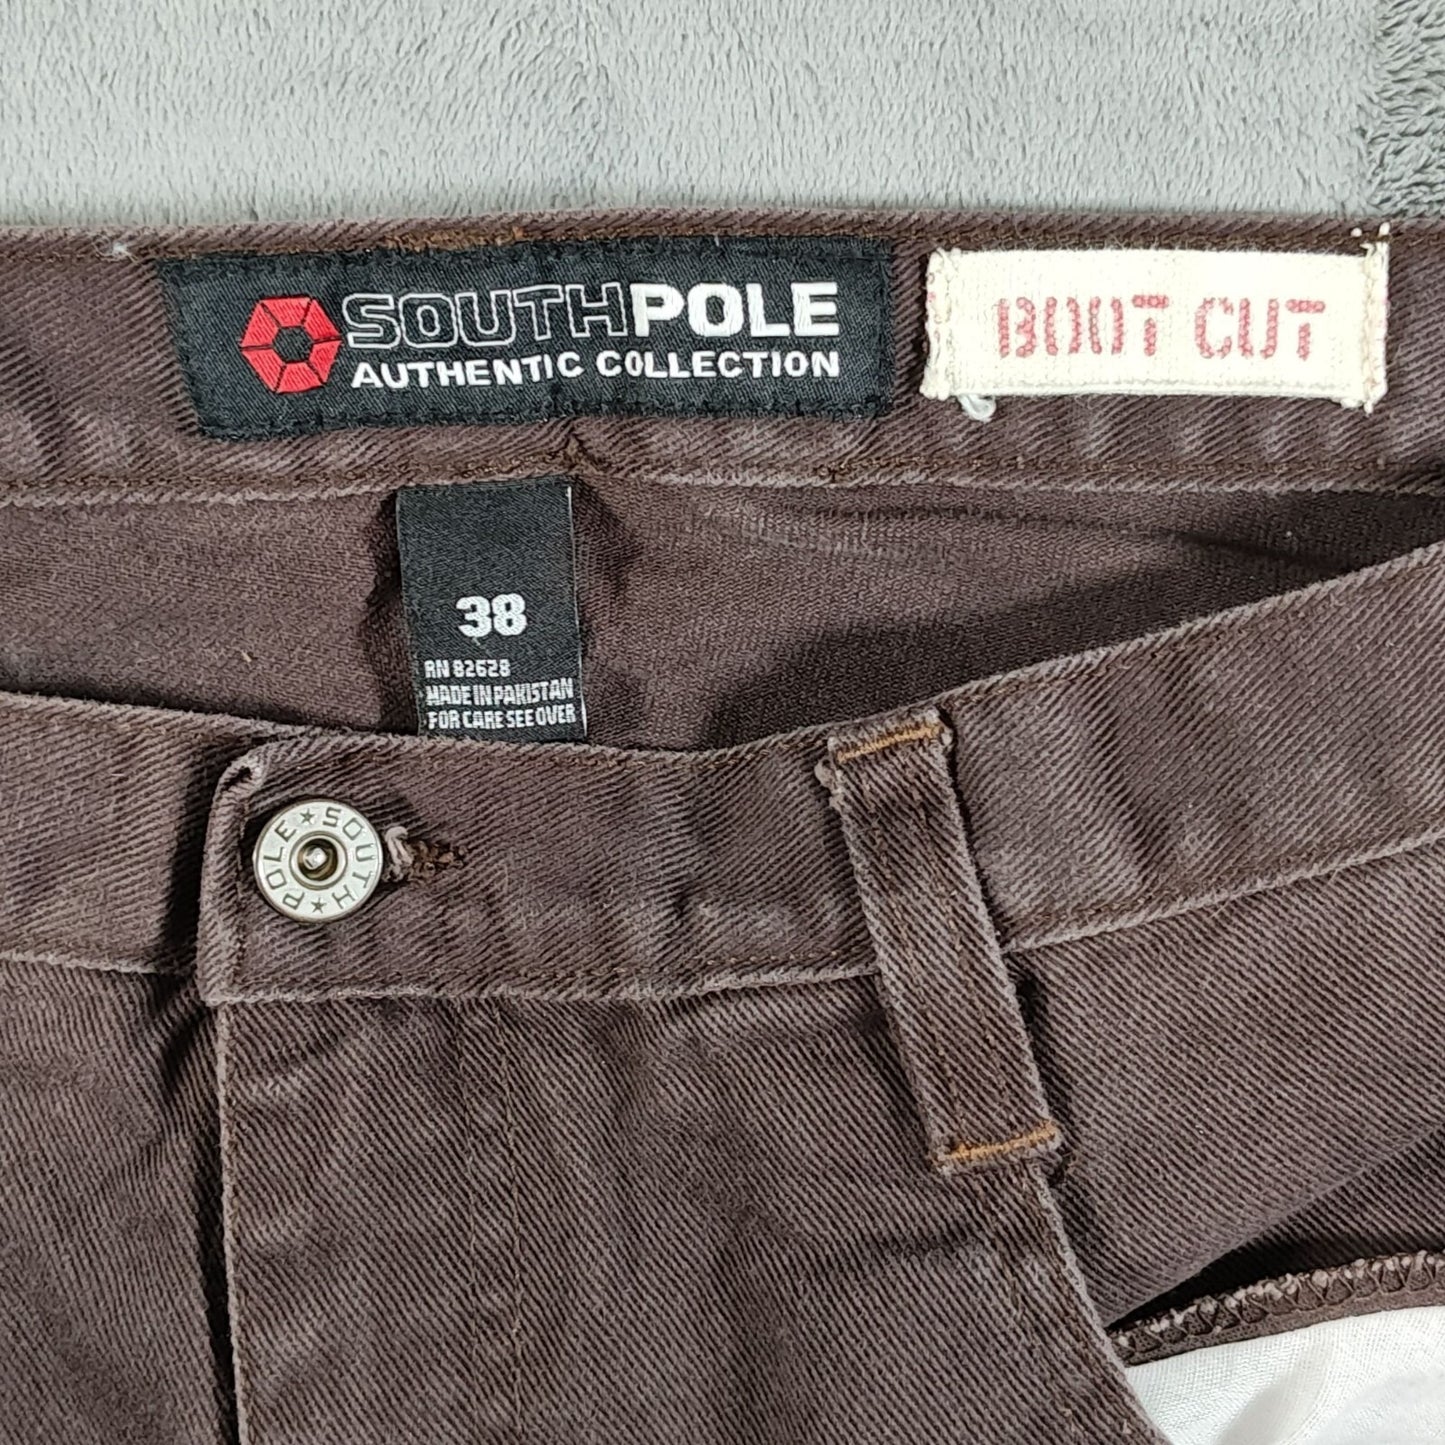 SOUTHPOLE
AUTHENTIC COLLECTION
BOOT CUT
38
RN 82628
MADE IN PAKISTAN
FOR CARE SEE OVER
SOUTH★POLE★